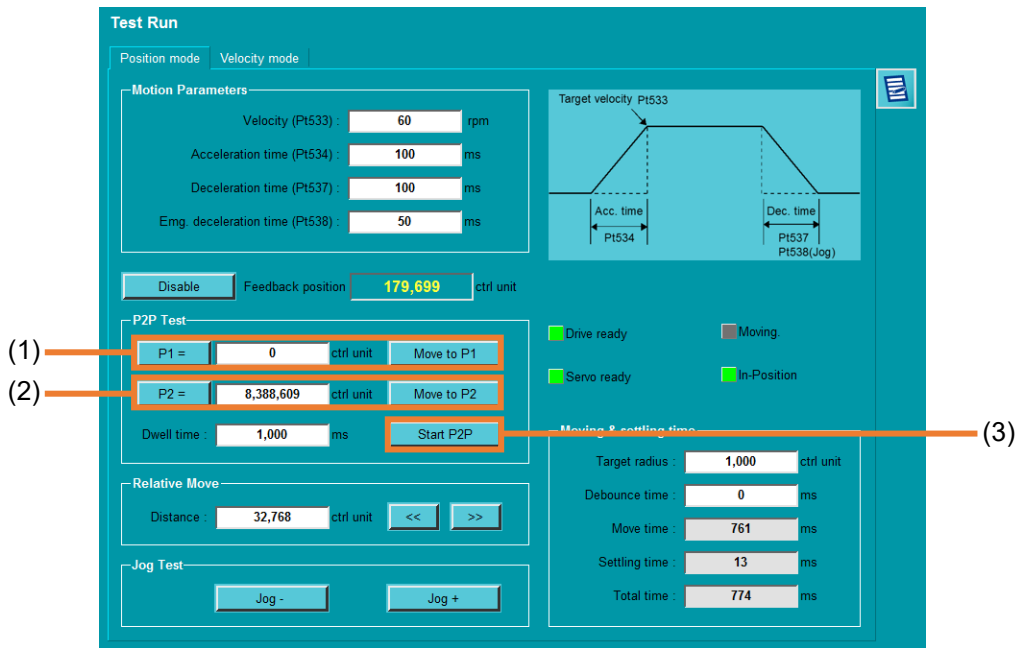 Test Run
Position mode Velocity mode
Motion Parameters
Velocity (Pt533) : 60 rpm
Acceleration time (Pt534) : 100 ms
Deceleration time (Pt537) : 100 ms
Emg. deceleration time (Pt538) : 50 ms
Target velocity Pt533
Acc. time
Pt534
Dec. time
Pt537
Pt538(Jog)
Disable Feedback position 179,699 ctrl unit
P2P Test
(1) P1 = 0 ctrl unit Move to P1
(2) P2 = 8,388,609 ctrl unit Move to P2
Dwell time : 1,000 ms Start P2P (3)
Drive ready Moving.
Servo ready In-Position
Relative Move
Distance : 32,768 ctrl unit << >>
Jog Test
Jog - Jog +
Moving & settling time
Target radius : 1,000 ctrl unit
Debounce time : 0 ms
Move time : 761 ms
Settling time : 13 ms
Total time : 774 ms